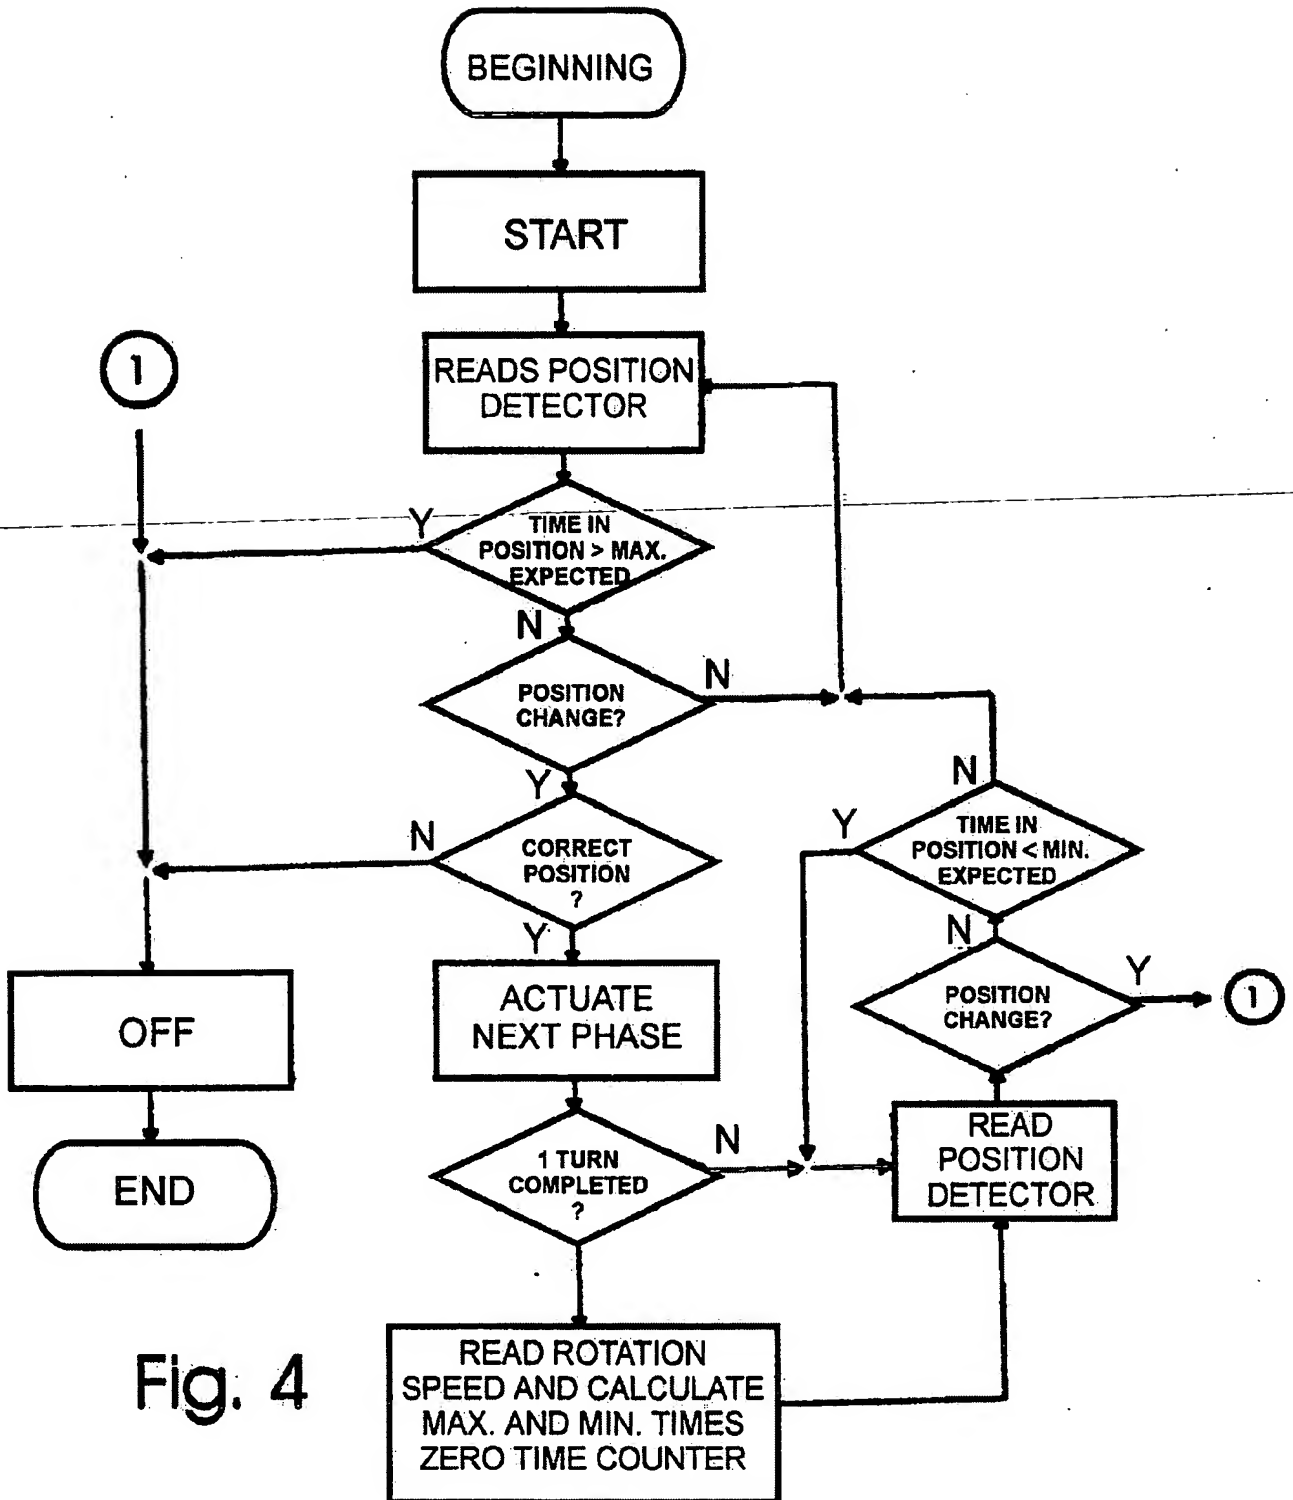 BEGINNING
START
1
READS POSITION
DETECTOR
Y
TIME IN
POSITION > MAX.
EXPECTED
N
POSITION
CHANGE?
N
Y
N
CORRECT
POSITION
?
N
Y
TIME IN
POSITION < MIN.
EXPECTED
Y
N
POSITION
CHANGE?
Y
1
OFF
ACTUATE
NEXT PHASE
END
1 TURN
COMPLETED
?
N
READ
POSITION
DETECTOR
READ ROTATION
SPEED AND CALCULATE
MAX. AND MIN. TIMES
ZERO TIME COUNTER
Fig. 4